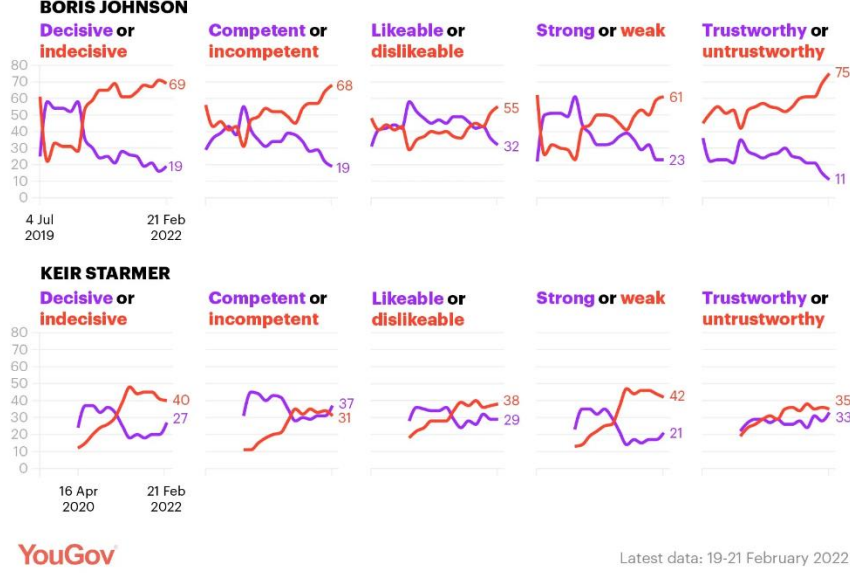 BORIS JOHNSON
Decisive or indecisive
Competent or incompetent
Likeable or dislikeable
Strong or weak
Trustworthy or untrustworthy
80
70
60
50
40
30
20
10
0
69
19
68
19
55
32
61
23
75
11
4 Jul 2019
21 Feb 2022
KEIR STARMER
Decisive or indecisive
Competent or incompetent
Likeable or dislikeable
Strong or weak
Trustworthy or untrustworthy
80
70
60
50
40
30
20
10
0
40
27
37
31
38
29
42
21
35
33
16 Apr 2020
21 Feb 2022
YouGov
Latest data: 19-21 February 2022